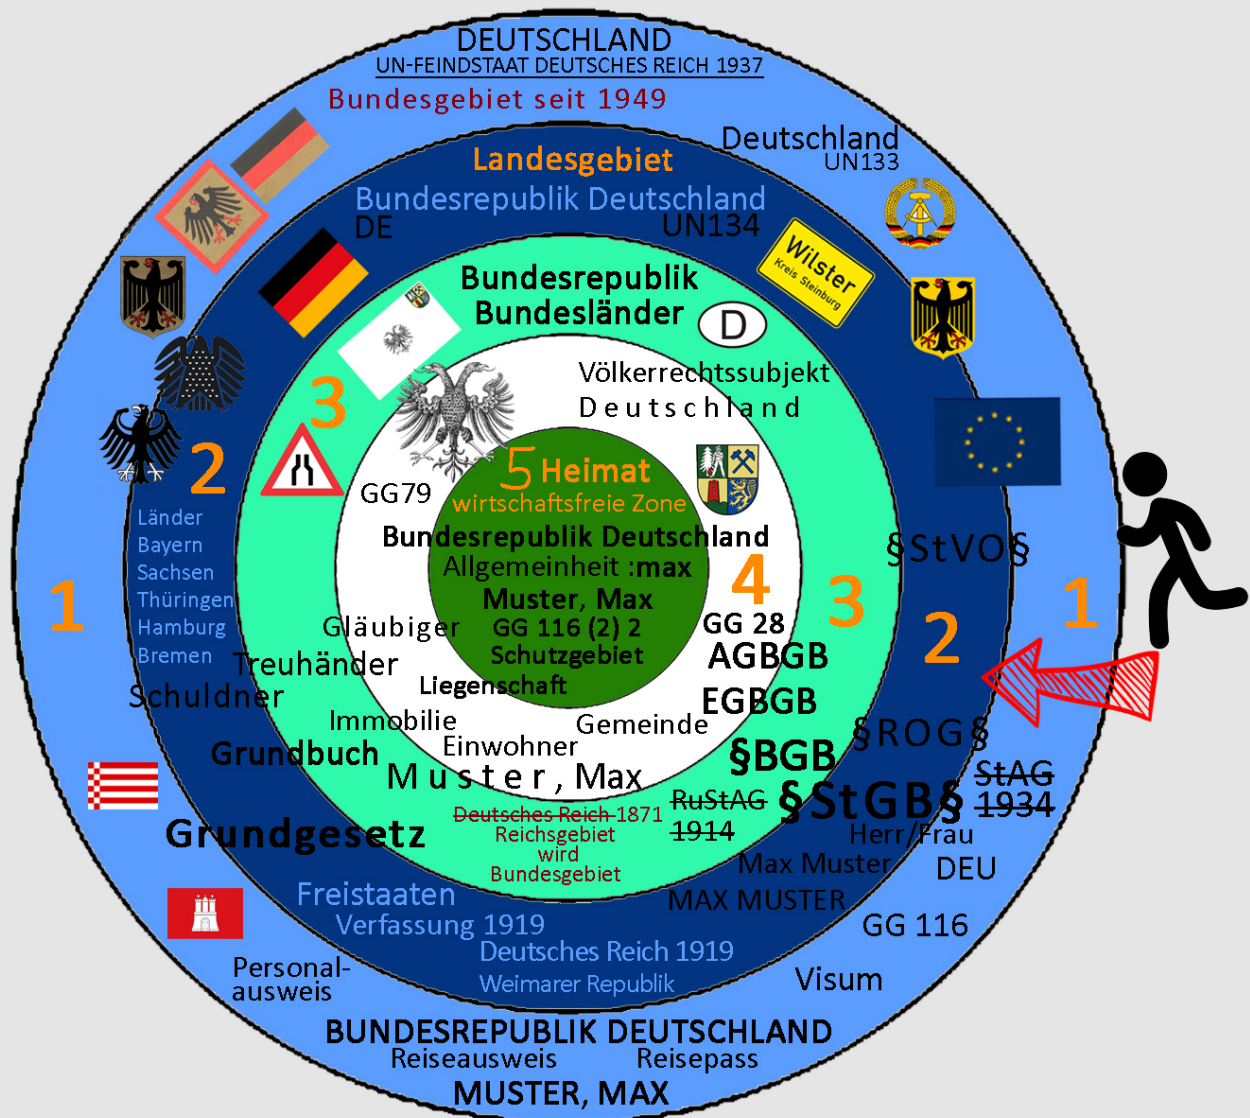 DEUTSCHLAND
UN-FEINDSTAAT DEUTSCHES REICH 1937
Bundesgebiet seit 1949
Deutschland
UN133
Landesgebiet
Bundesrepublik Deutschland
DE
UN134
Wilster
Kreis Steinburg
Bundesrepublik
Bundesländer
D
3
Völkerrechtssubjekt
Deutschland
2
5 Heimat
GG79
wirtschaftsfreie Zone
Länder
Bayern
Sachsen
Thüringen
Hamburg
Bremen
Bundesrepublik Deutschland
§StVO§
Allgemeinheit :max
4
3
1
1
Muster, Max
GG 116 (2) 2
Schutzgebiet
Gläubiger
GG 28
2
Treuhänder
AGBGB
Schuldner
Liegenschaft
EGBGB
Immobilie
Gemeinde
§ROG§
Grundbuch
Einwohner
§BGB
Muster, Max
StAG
1934
RuStAG
1914
§StGB§
Deutsches Reich 1871
Reichsgebiet
wird
Bundesgebiet
Grundgesetz
Herr/Frau
Max Muster
DEU
MAX MUSTER
Freistaaten
Verfassung 1919
GG 116
Deutsches Reich 1919
Weimarer Republik
Personal-
ausweis
Visum
BUNDESREPUBLIK DEUTSCHLAND
Reiseausweis
Reisepass
MUSTER, MAX